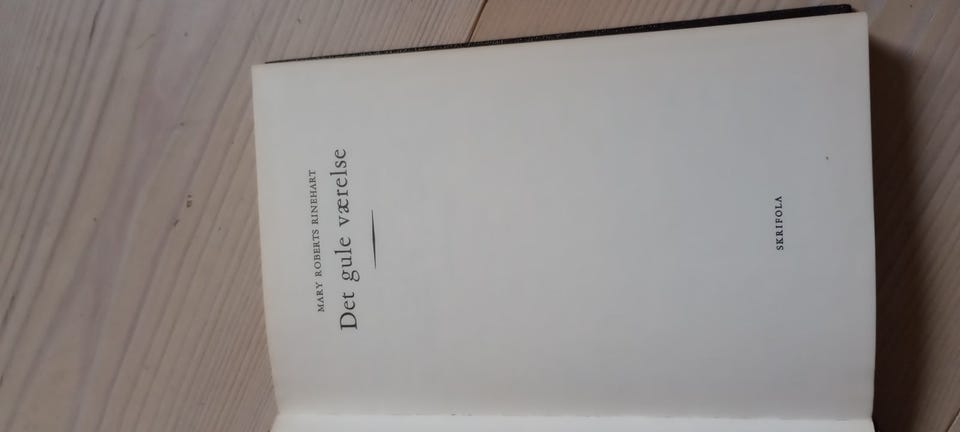 MARY ROBERTS RINEHART
Det gule værelse
SKRIFOLA